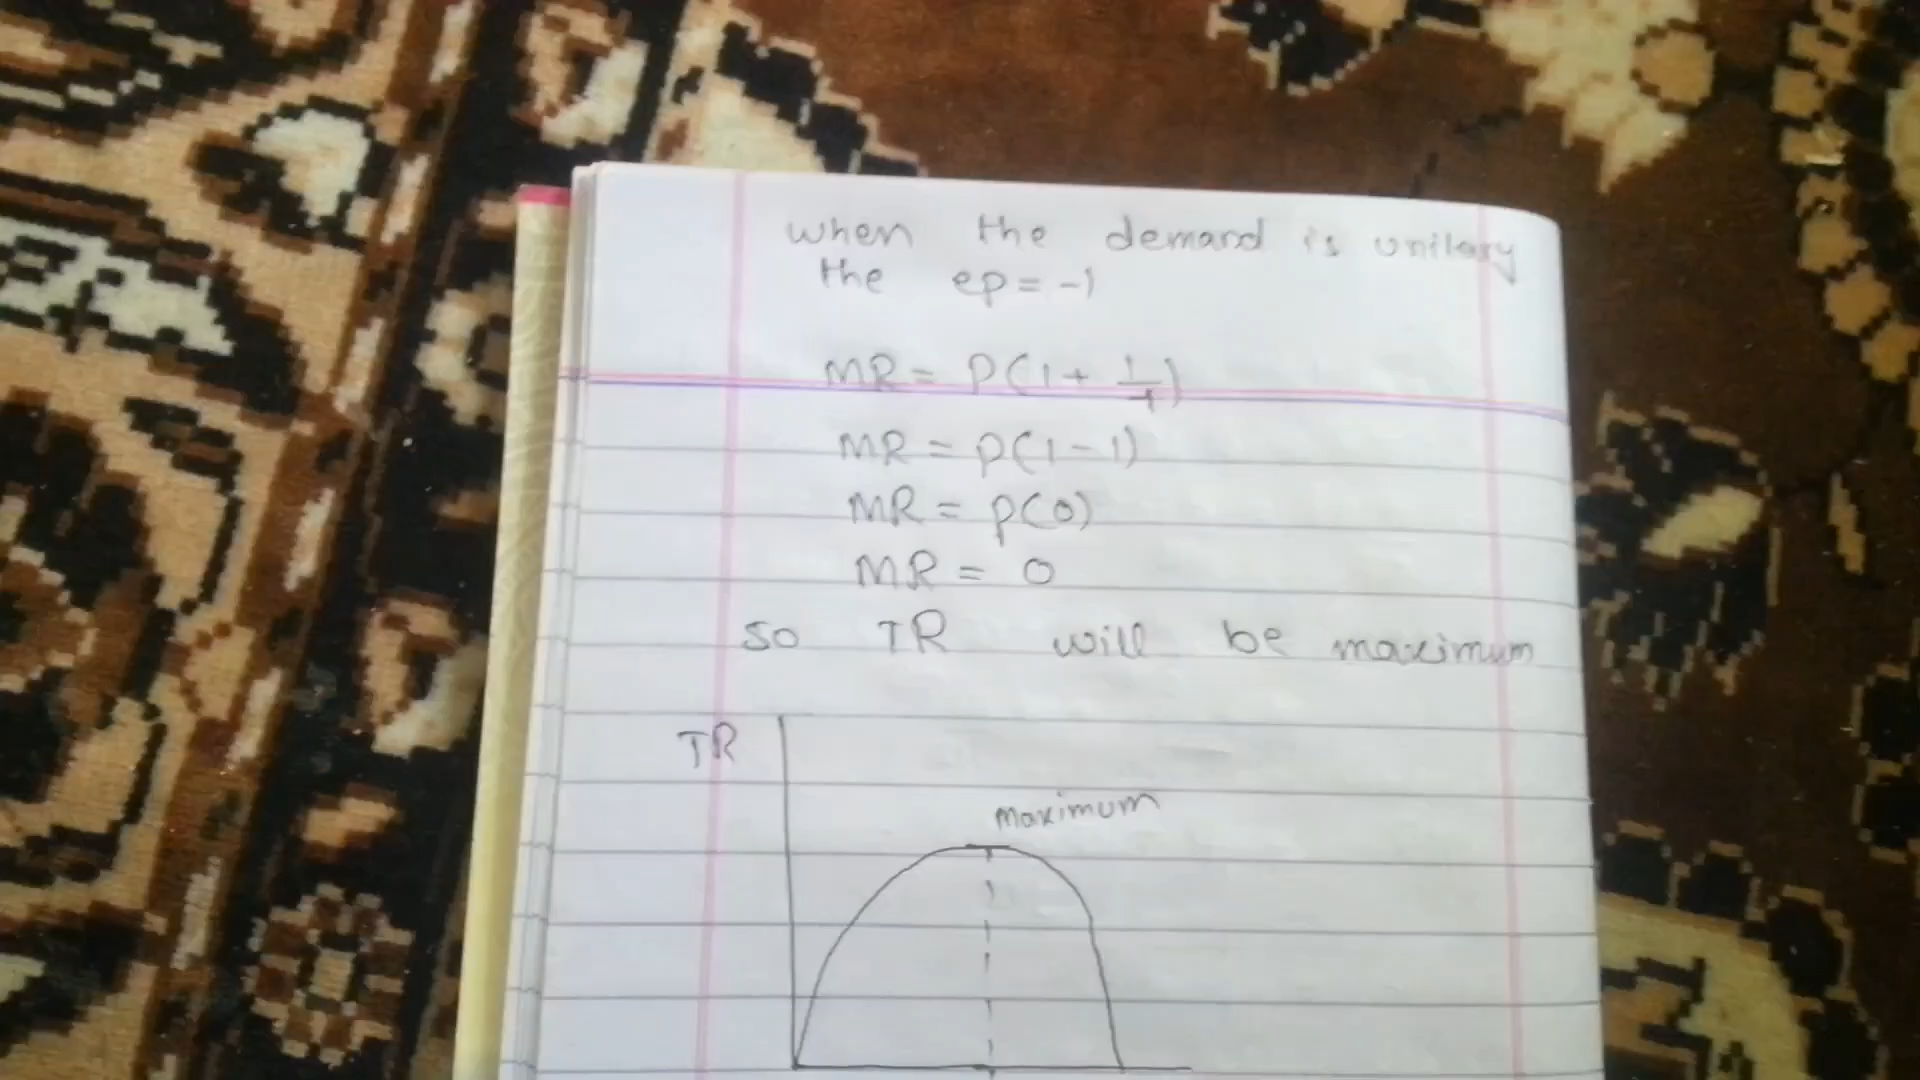 when the demand is unitary
the ep = -1
MR = P(1 + 1/-1)
MR = P(1-1)
MR = P(0)
MR = 0
so TR will be maximum
TR
maximum